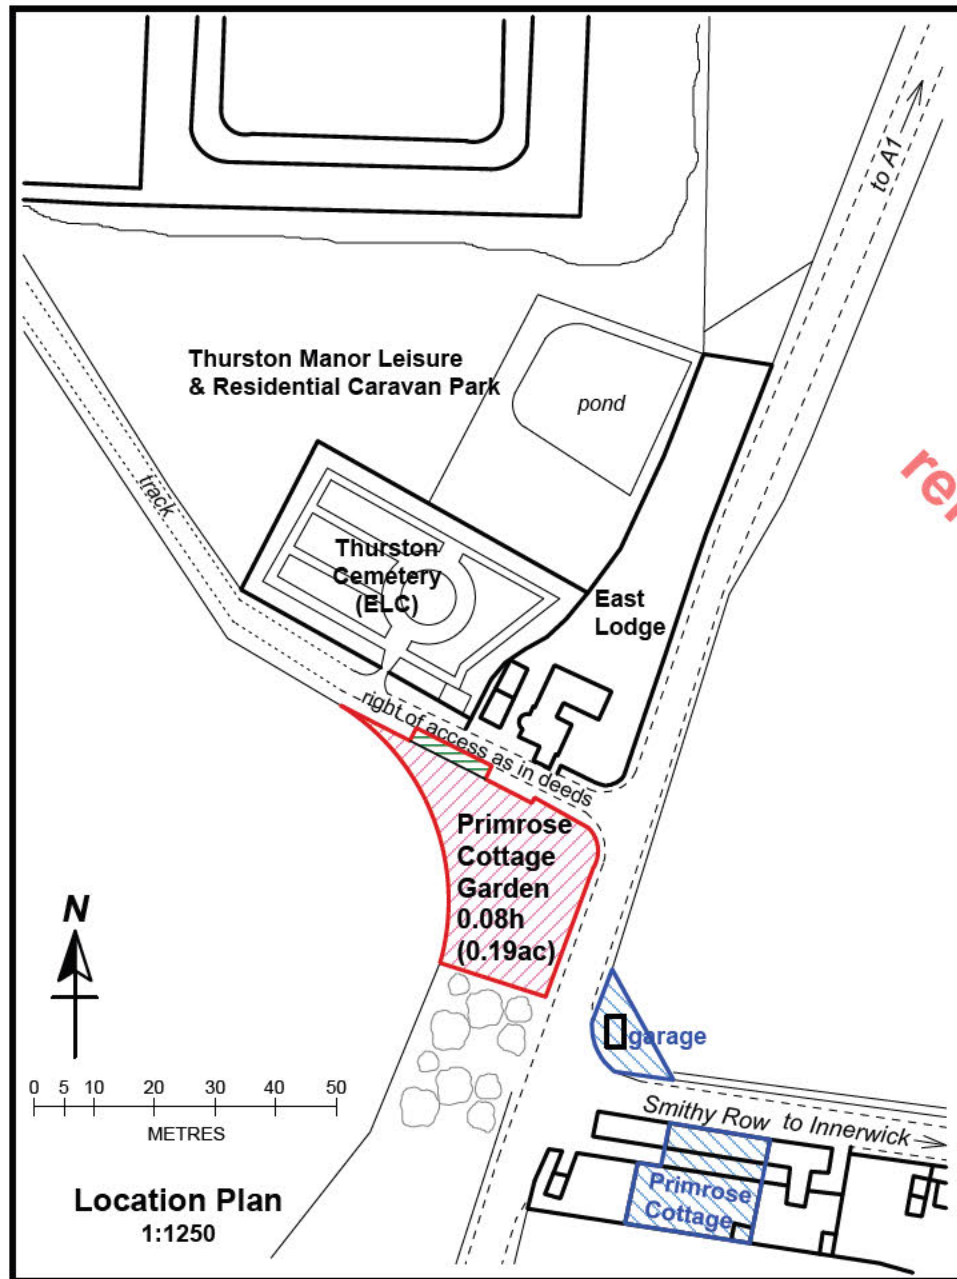 to A1
Thurston Manor Leisure
& Residential Caravan Park
pond
track
Thurston
Cemetery
(ELC)
East
Lodge
right of access as in deeds
Primrose
Cottage
Garden
0.08h
(0.19ac)
N
garage
0 5 10 20 30 40 50
METRES
Smithy Row to Innerwick
Primrose
Cottage
Location Plan
1:1250